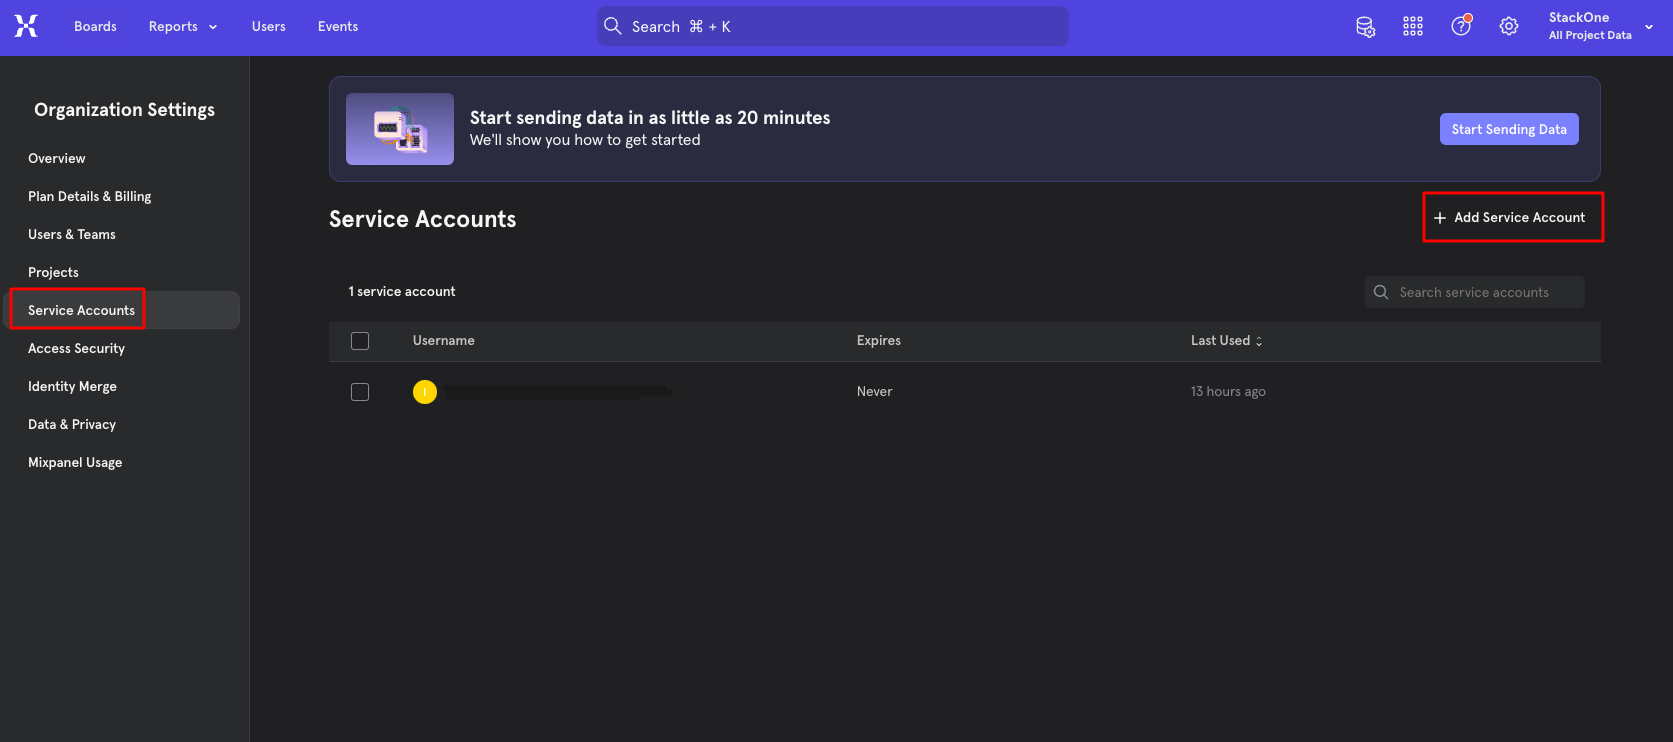 Boards Reports Users Events
Search ⌘ + K
StackOne
All Project Data
Organization Settings
Overview
Plan Details & Billing
Users & Teams
Projects
Service Accounts
Access Security
Identity Merge
Data & Privacy
Mixpanel Usage
Start sending data in as little as 20 minutes
We'll show you how to get started
Start Sending Data
Service Accounts
+ Add Service Account
1 service account
Search service accounts
Username Expires Last Used
I Never 13 hours ago